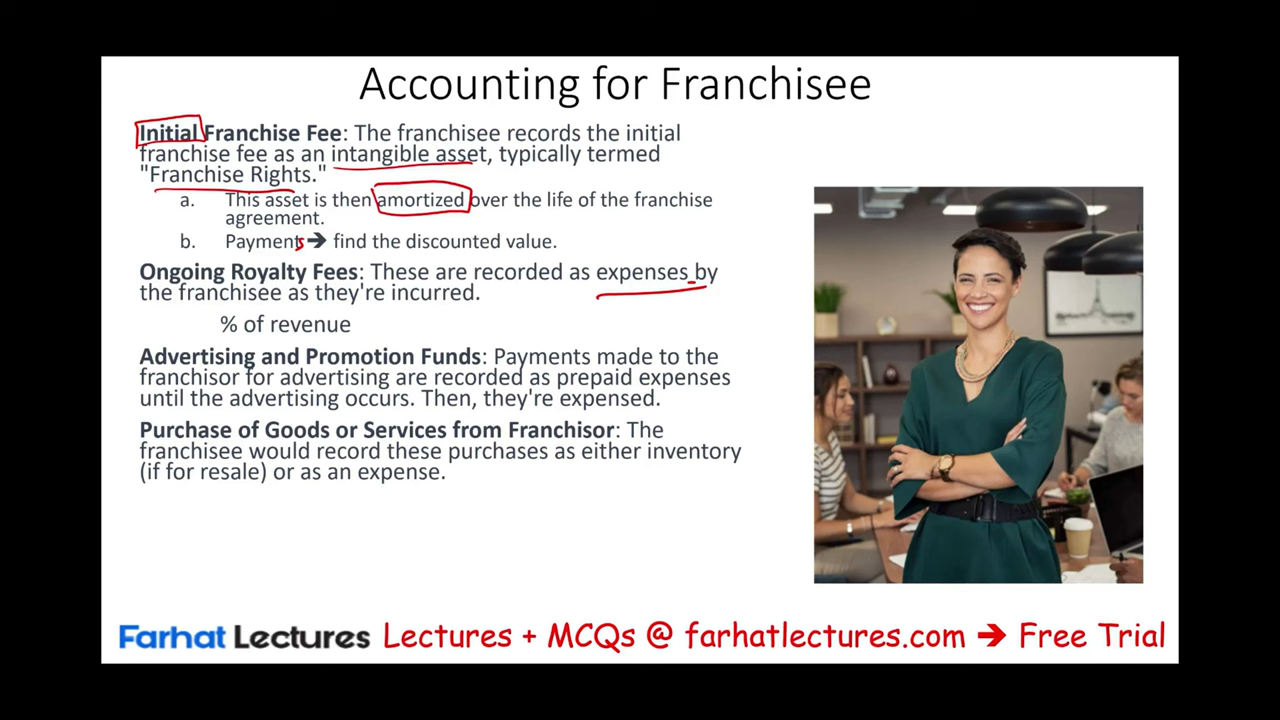 Accounting for Franchisee
Initial Franchise Fee: The franchisee records the initial
franchise fee as an intangible asset, typically termed
"Franchise Rights."
a. This asset is then amortized over the life of the franchise
agreement.
b. Payments ➔ find the discounted value.
Ongoing Royalty Fees: These are recorded as expenses by
the franchisee as they're incurred.
% of revenue
Advertising and Promotion Funds: Payments made to the
franchisor for advertising are recorded as prepaid expenses
until the advertising occurs. Then, they're expensed.
Purchase of Goods or Services from Franchisor: The
franchisee would record these purchases as either inventory
(if for resale) or as an expense.
Farhat Lectures Lectures + MCQs @ farhatlectures.com ➔ Free Trial